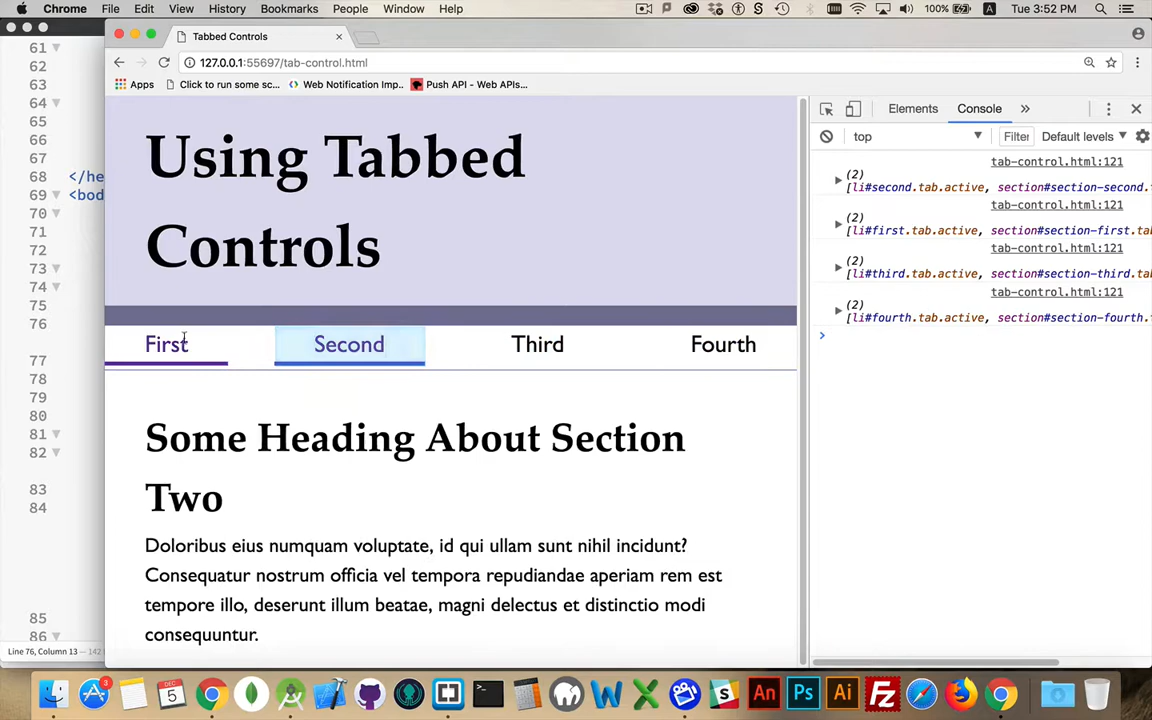 Chrome File Edit View History Bookmarks People Window Help 100% Tue 3:52 PM
Tabbed Controls
127.0.0.1:55697/tab-control.html
Apps Click to run some sc... Web Notification Imp... Push API - Web APIs...
61
62
63
64
65
66
67
68 </he
69 <bod
70
71
72
73
74
75
76
77
78
79
80
81
82
83
84
85
86
Line 76, Column 13 — 142
Using Tabbed
Controls
First Second Third Fourth
Some Heading About Section
Two
Doloribus eius numquam voluptate, id qui ullam sunt nihil incidunt?
Consequatur nostrum officia vel tempora repudiandae aperiam rem est
tempore illo, deserunt illum beatae, magni delectus et distinctio modi
consequuntur.
Elements Console
top Filter Default levels
tab-control.html:121
(2)
[li#second.tab.active, section#section-second.t
tab-control.html:121
(2)
[li#first.tab.active, section#section-first.tab
tab-control.html:121
(2)
[li#third.tab.active, section#section-third.tab
tab-control.html:121
(2)
[li#fourth.tab.active, section#section-fourth.t
3
DEC
5
An Ps Ai Fz